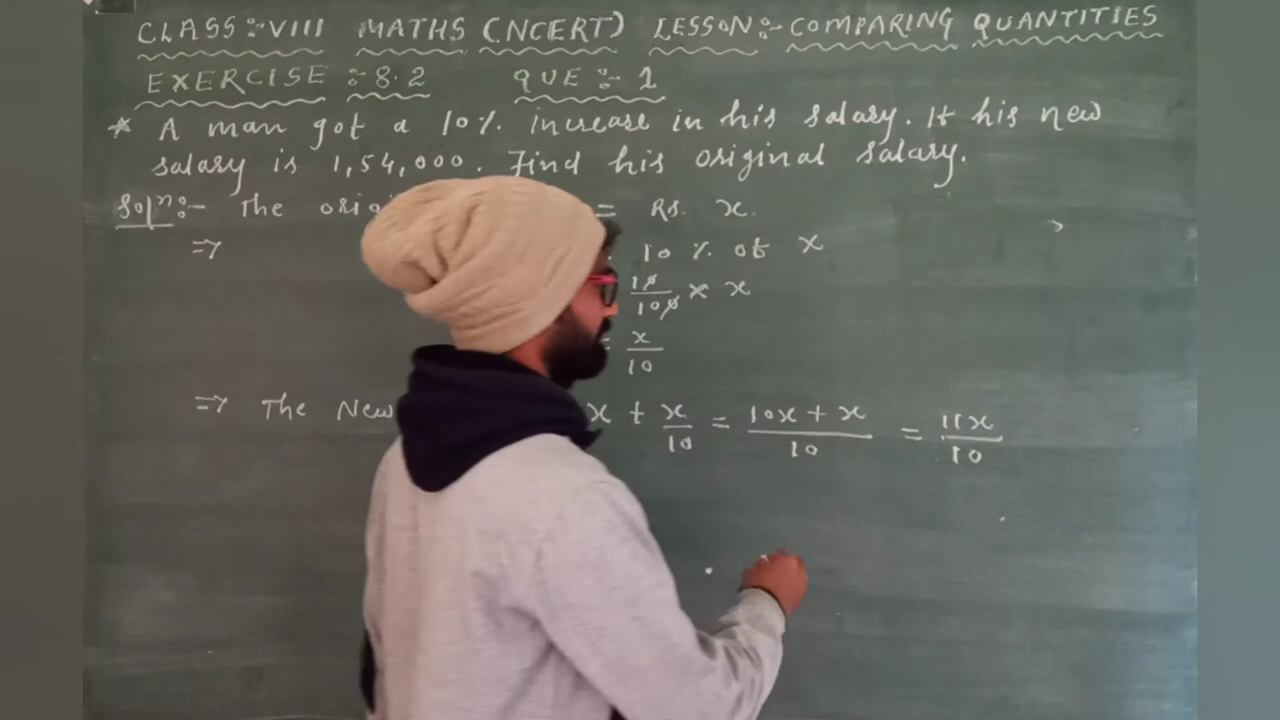 CLASS:-VIII MATHS (NCERT) LESSON:- COMPARING QUANTITIES
EXERCISE :- 8.2 QUE :- 1
* A man got a 10% increase in his salary. If his new
salary is 1,54,000. Find his original salary.
Solⁿ:- The = Rs. x.
⇒ 10 % of x
10/100 × x
= x/10
⇒ The New x + x/10 = 10x + x/10 = 11x/10